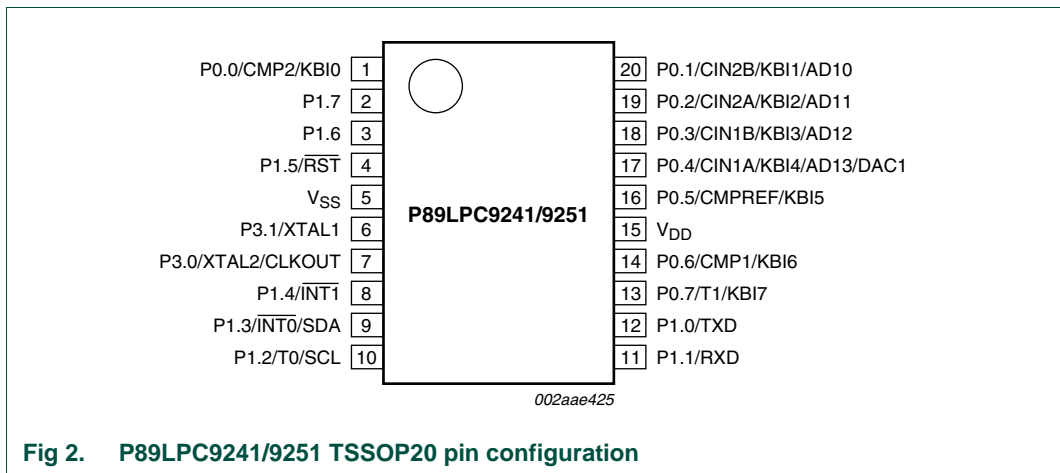 P0.0/CMP2/KBI0 1
P1.7 2
P1.6 3
P1.5/R̅S̅T̅ 4
VSS 5
P3.1/XTAL1 6
P3.0/XTAL2/CLKOUT 7
P1.4/I̅N̅T̅1̅ 8
P1.3/I̅N̅T̅0̅/SDA 9
P1.2/T0/SCL 10
P89LPC9241/9251
20 P0.1/CIN2B/KBI1/AD10
19 P0.2/CIN2A/KBI2/AD11
18 P0.3/CIN1B/KBI3/AD12
17 P0.4/CIN1A/KBI4/AD13/DAC1
16 P0.5/CMPREF/KBI5
15 VDD
14 P0.6/CMP1/KBI6
13 P0.7/T1/KBI7
12 P1.0/TXD
11 P1.1/RXD
002aae425
Fig 2. P89LPC9241/9251 TSSOP20 pin configuration